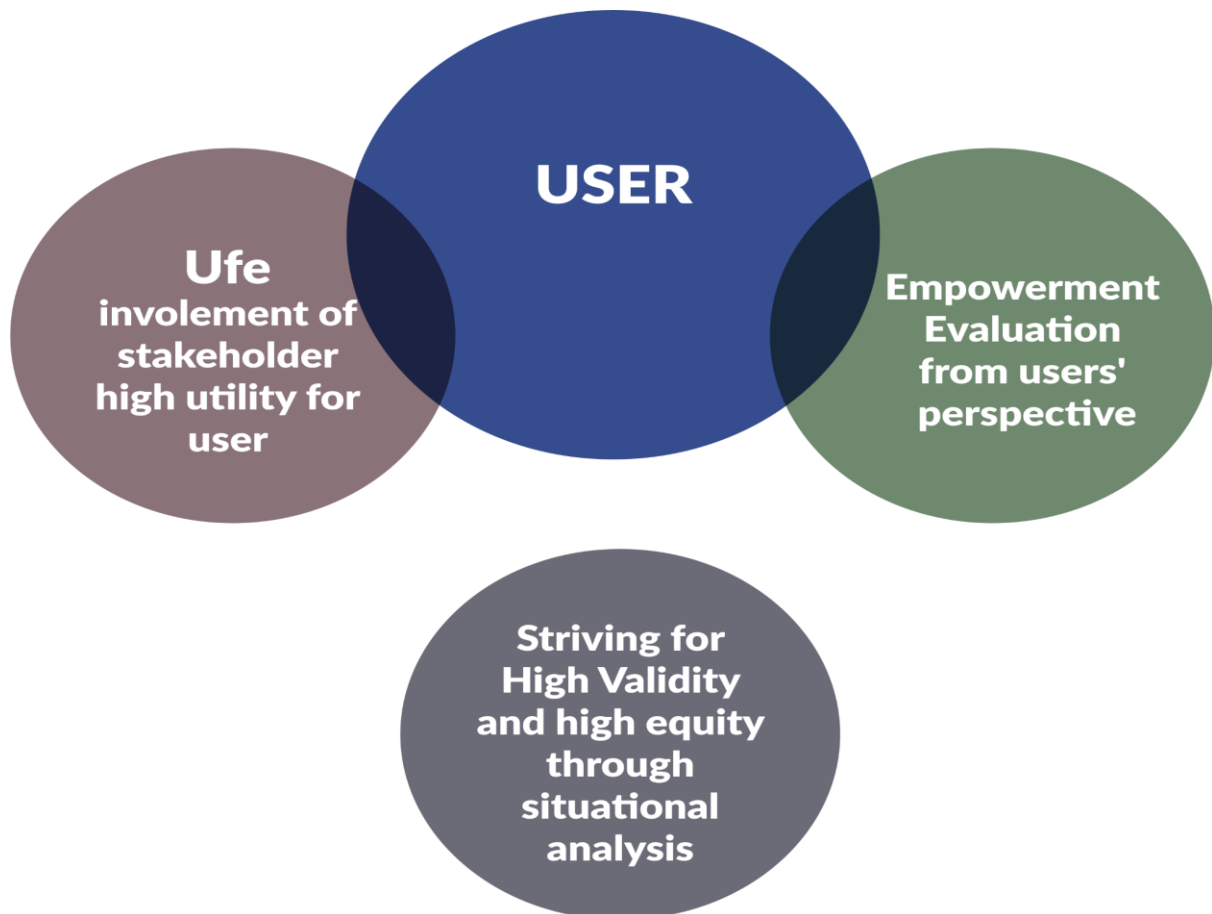 USER
Ufe
involement of
stakeholder
high utility for
user
Empowerment
Evaluation
from users'
perspective
Striving for
High Validity
and high equity
through
situational
analysis